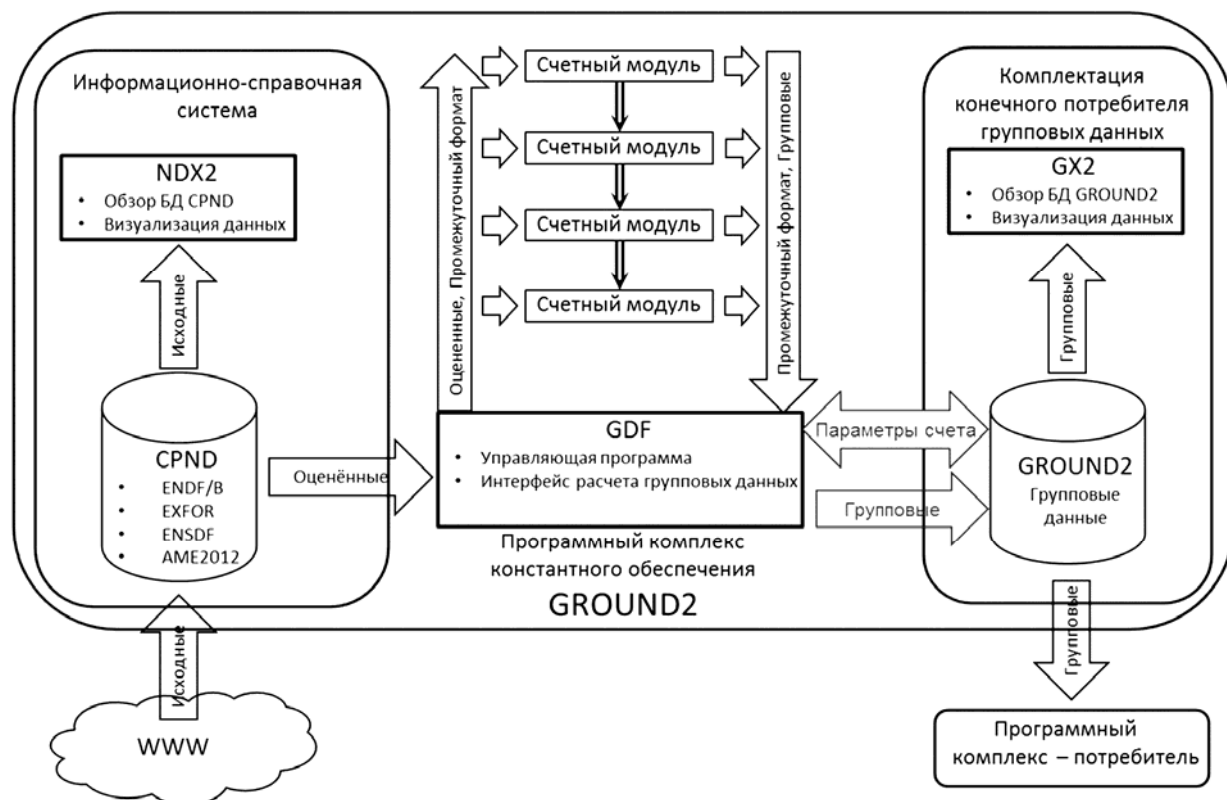 Информационно-справочная
система
NDX2
• Обзор БД CPND
• Визуализация данных
Исходные
CPND
• ENDF/B
• EXFOR
• ENSDF
• AME2012
Исходные
WWW
Оценённые
Оцененные, Промежуточный формат
Счетный модуль
Счетный модуль
Счетный модуль
Счетный модуль
Промежуточный формат, Групповые
GDF
• Управляющая программа
• Интерфейс расчета групповых данных
Программный комплекс
константного обеспечения
GROUND2
Параметры счета
Групповые
Комплектация
конечного потребителя
групповых данных
GX2
• Обзор БД GROUND2
• Визуализация данных
Групповые
GROUND2
Групповые
данные
Групповые
Программный
комплекс – потребитель